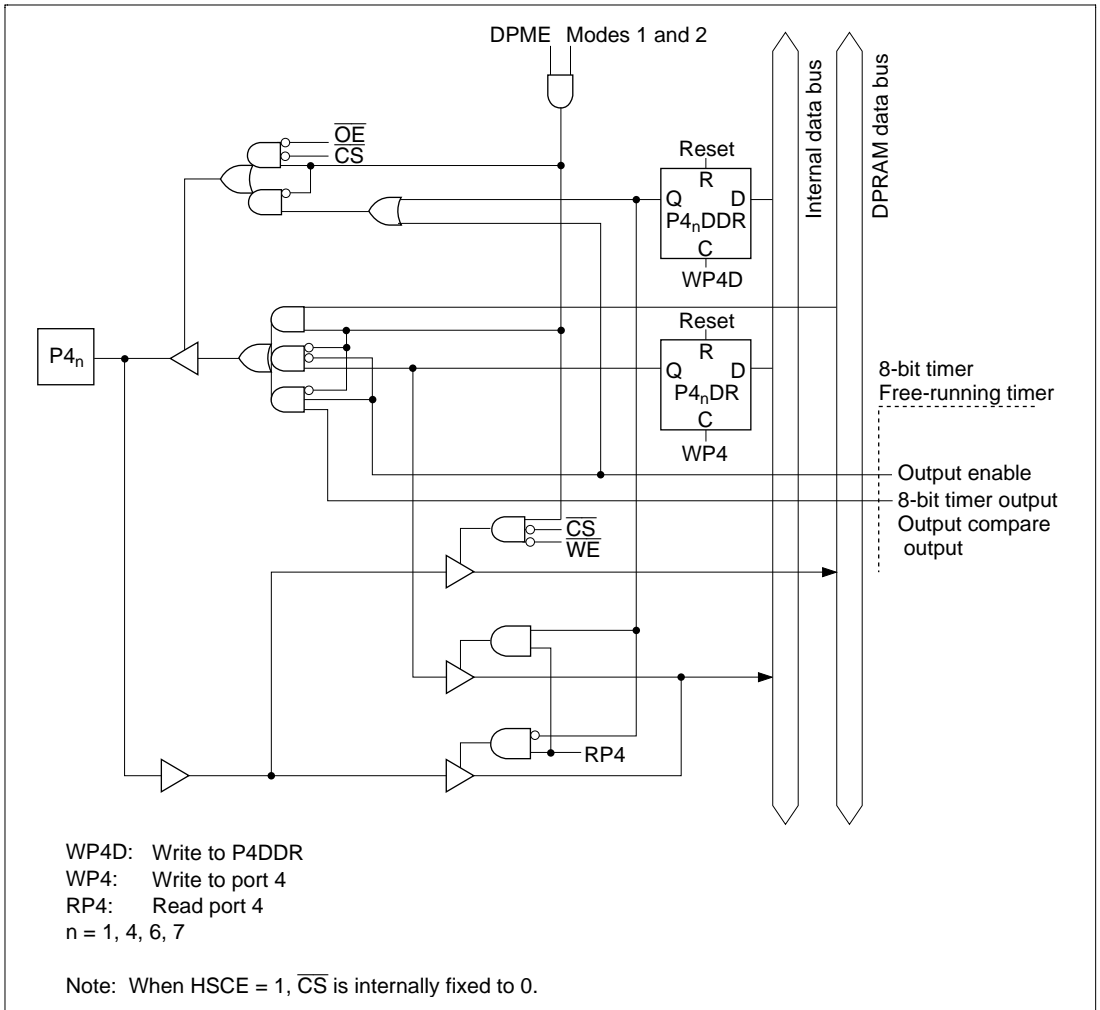 DPME Modes 1 and 2
Internal data bus
DPRAM data bus
OE
CS
Reset
R
Q D
P4nDDR
C
WP4D
Reset
R
Q D
P4nDR
C
WP4
P4n
8-bit timer
Free-running timer
Output enable
8-bit timer output
Output compare
output
CS
WE
RP4
WP4D: Write to P4DDR
WP4: Write to port 4
RP4: Read port 4
n = 1, 4, 6, 7
Note: When HSCE = 1, CS is internally fixed to 0.